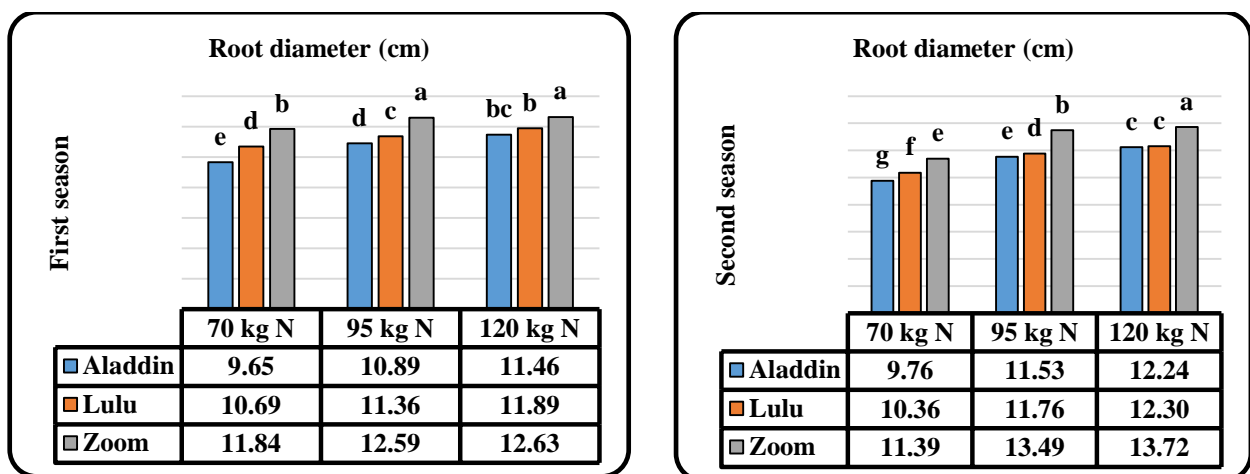 Root diameter (cm)
First season
e d b d c a bc b a
70 kg N 95 kg N 120 kg N
Aladdin 9.65 10.89 11.46
Lulu 10.69 11.36 11.89
Zoom 11.84 12.59 12.63
Root diameter (cm)
Second season
g f e e d b c c a
70 kg N 95 kg N 120 kg N
Aladdin 9.76 11.53 12.24
Lulu 10.36 11.76 12.30
Zoom 11.39 13.49 13.72